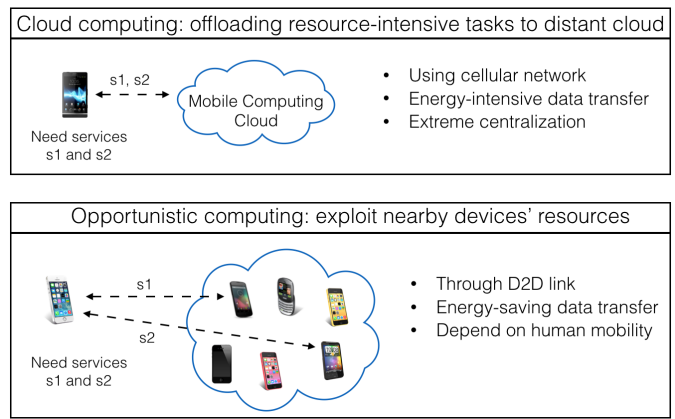 Cloud computing: offloading resource-intensive tasks to distant cloud
s1, s2
Mobile Computing
Cloud
Need services
s1 and s2
• Using cellular network
• Energy-intensive data transfer
• Extreme centralization
Opportunistic computing: exploit nearby devices’ resources
s1
s2
Need services
s1 and s2
• Through D2D link
• Energy-saving data transfer
• Depend on human mobility